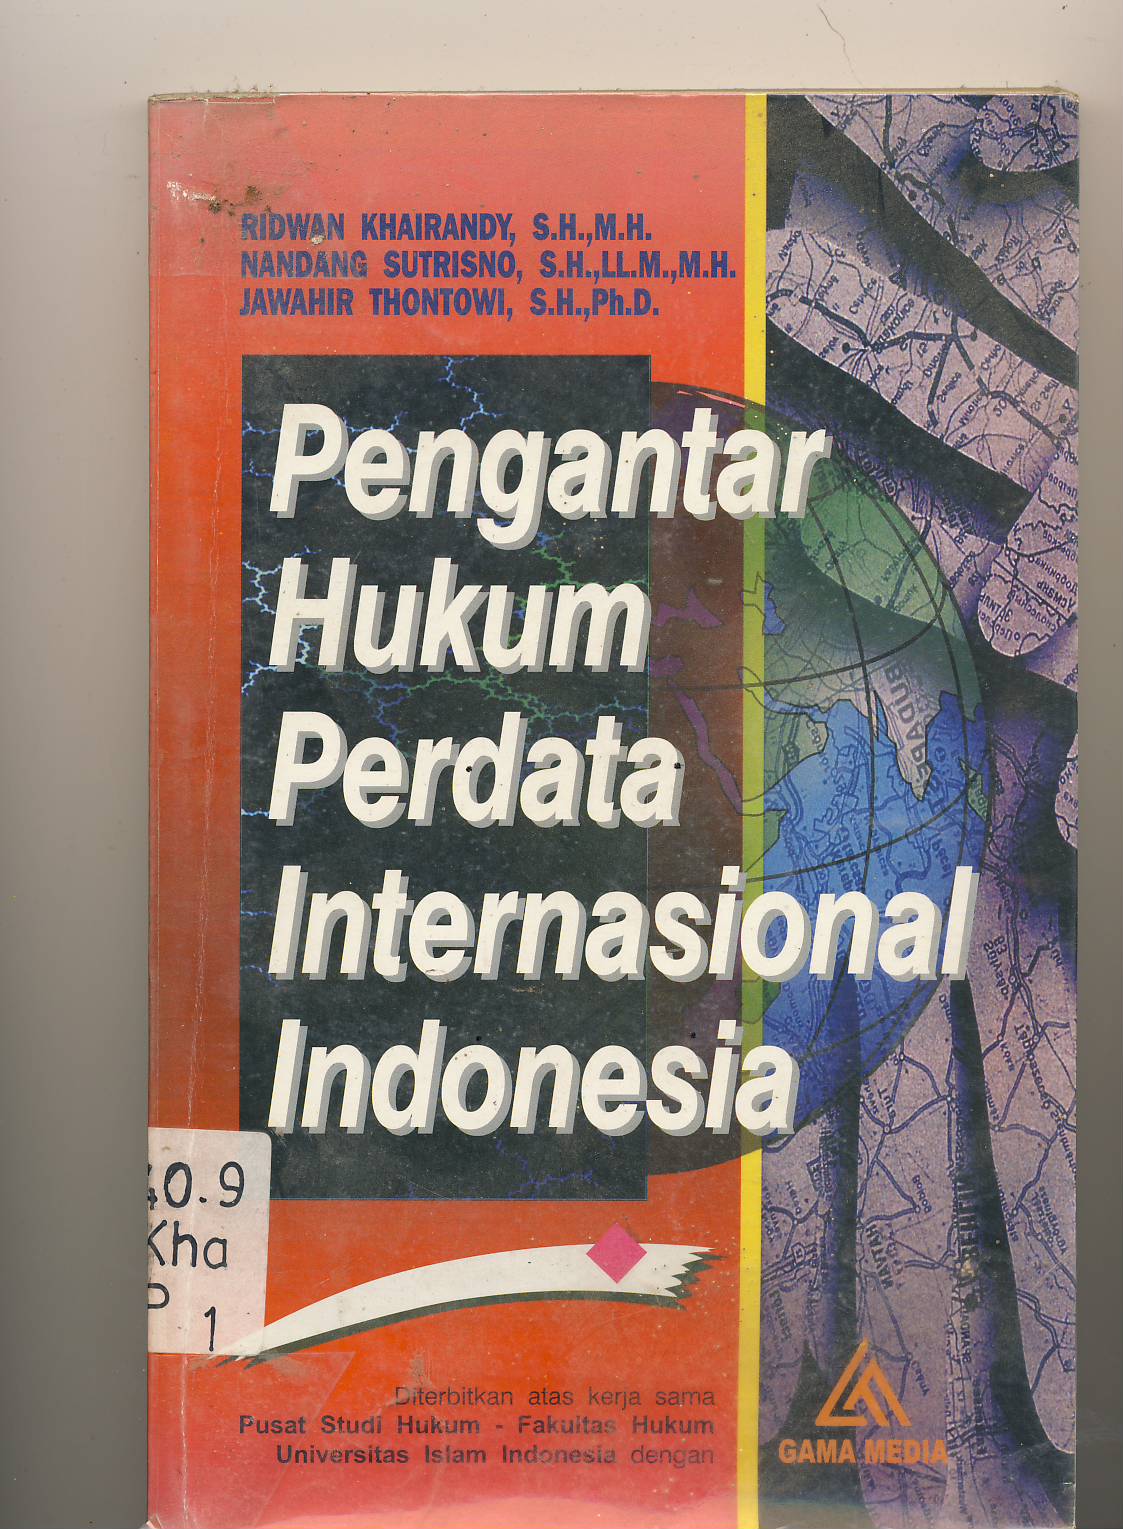 RIDWAN KHAIRANDY, S.H.,M.H.
NANDANG SUTRISNO, S.H.,LL.M.,M.H.
JAWAHIR THONTOWI, S.H.,Ph.D.
Pengantar
Hukum
Perdata
Internasional
Indonesia
40.9
Kha
P
1
Diterbitkan atas kerja sama
Pusat Studi Hukum - Fakultas Hukum
Universitas Islam Indonesia dengan
GAMA MEDIA